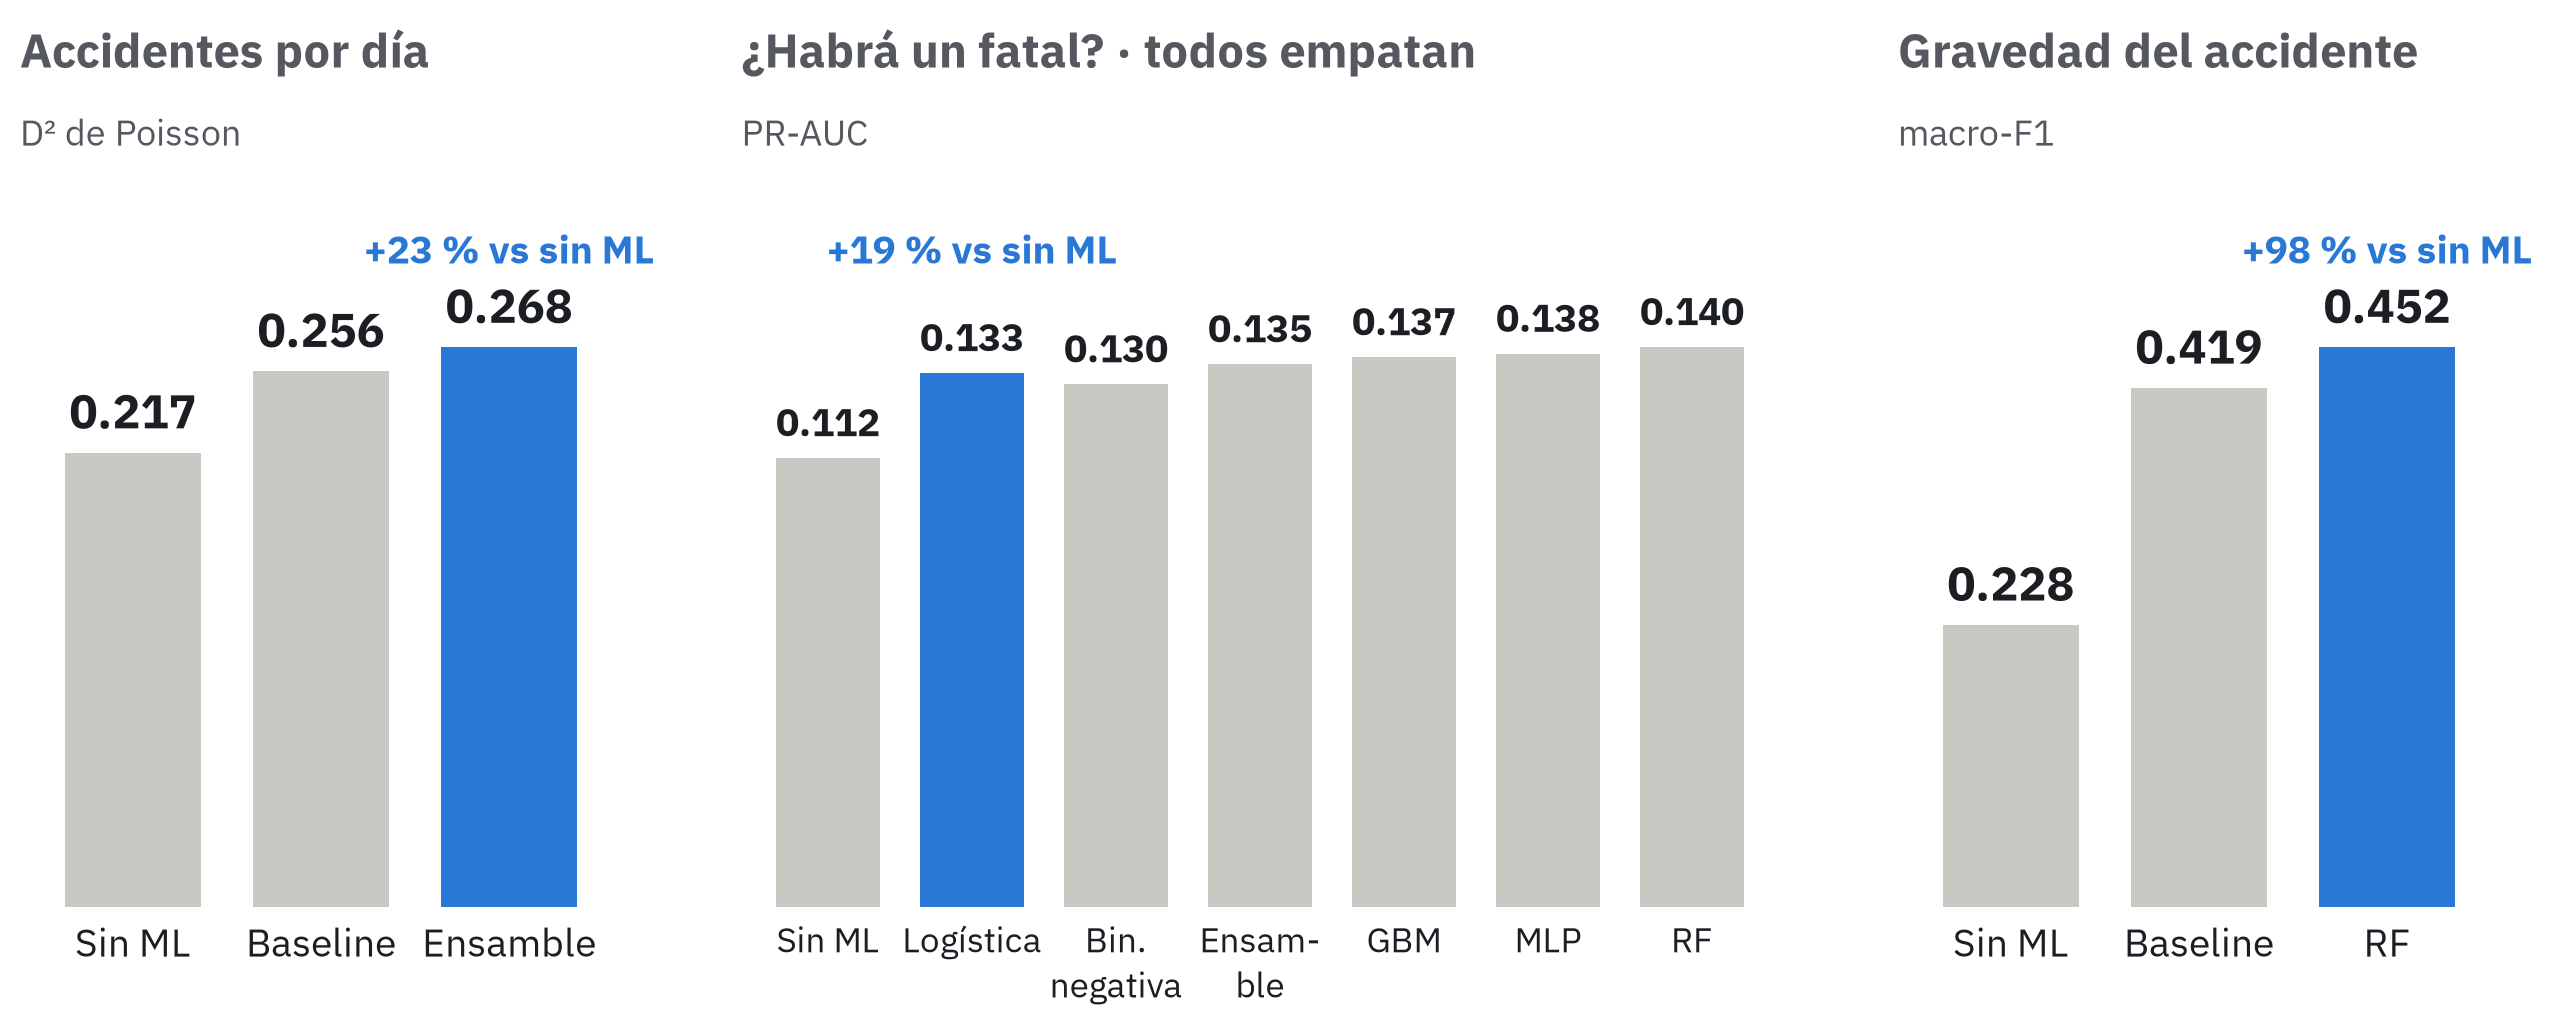 Accidentes por día
D² de Poisson
+23 % vs sin ML
0.217
0.256
0.268
Sin ML
Baseline
Ensamble
¿Habrá un fatal? · todos empatan
PR-AUC
+19 % vs sin ML
0.112
0.133
0.130
0.135
0.137
0.138
0.140
Sin ML
Logística
Bin.
negativa
Ensam-
ble
GBM
MLP
RF
Gravedad del accidente
macro-F1
+98 % vs sin ML
0.228
0.419
0.452
Sin ML
Baseline
RF